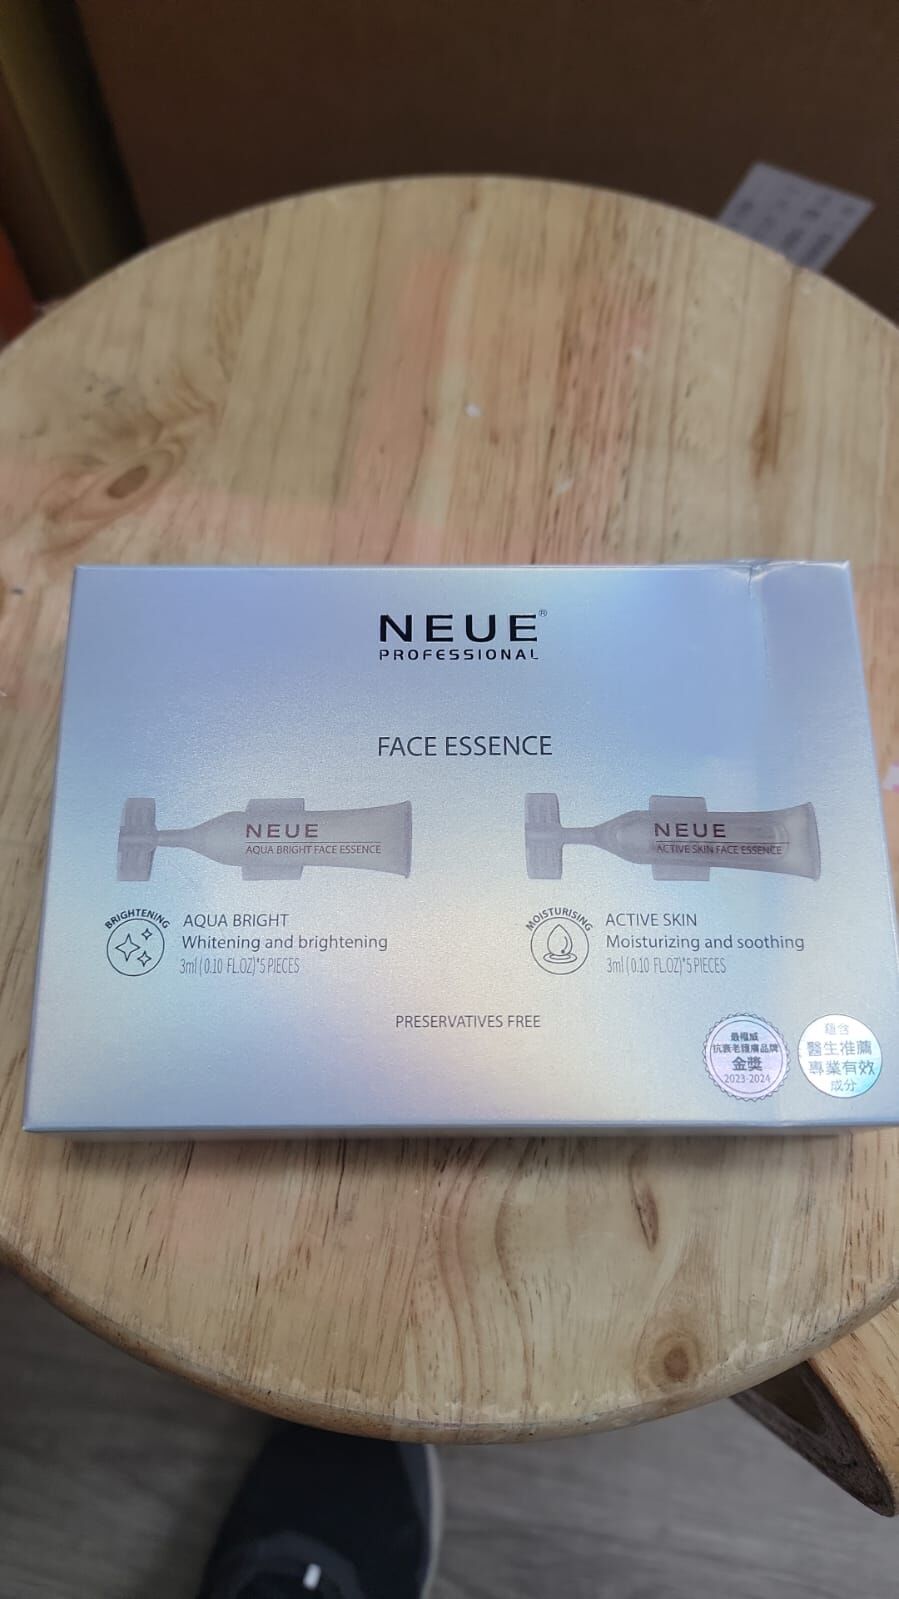 NEUE®
PROFESSIONAL
FACE ESSENCE
NEUE
AQUA BRIGHT FACE ESSENCE
NEUE
ACTIVE SKIN FACE ESSENCE
BRIGHTENING
AQUA BRIGHT
Whitening and brightening
3ml (0.10 FL.OZ)*5 PIECES
MOISTURISING
ACTIVE SKIN
Moisturizing and soothing
3ml (0.10 FL.OZ)*5 PIECES
PRESERVATIVES FREE
最權威
抗衰老護膚品牌
金獎
2023-2024
蘊含
醫生推薦
專業有效
成分